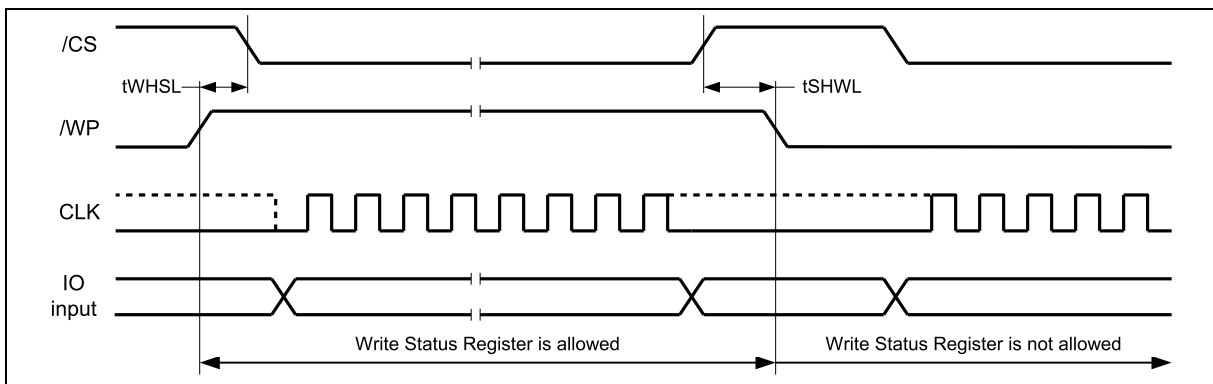 /CS
tWHSL
tSHWL
/WP
CLK
IO
input
Write Status Register is allowed
Write Status Register is not allowed